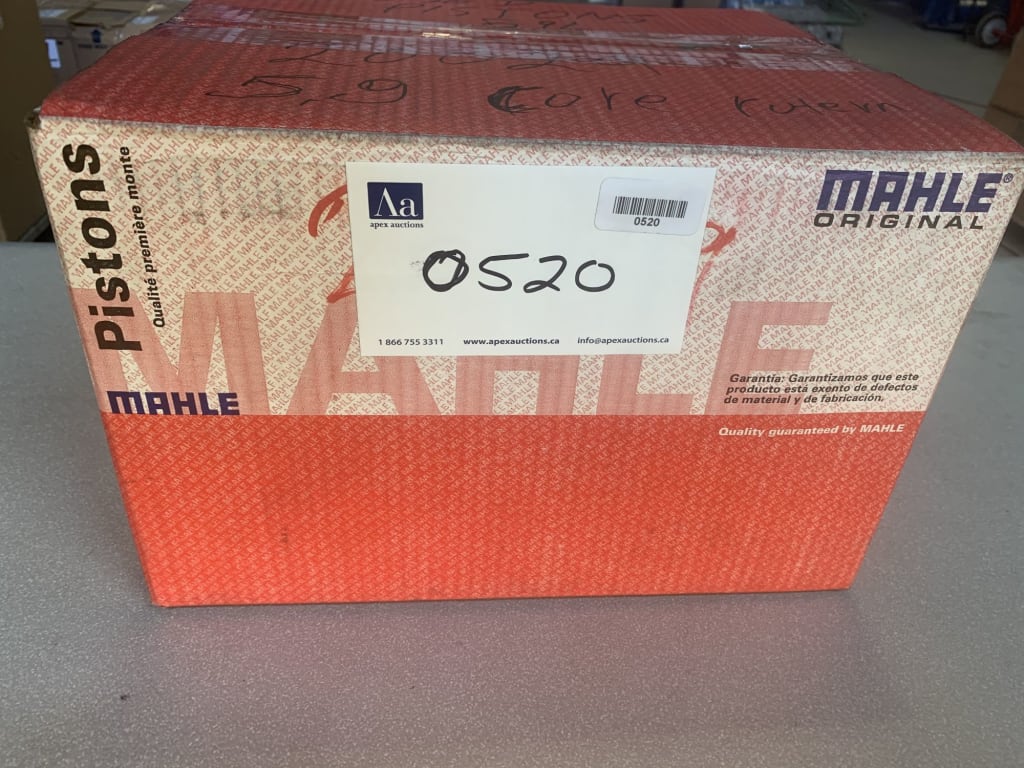 PISTONS
5,9 Core
Pistons
Qualité première monte
MAHLE®
ORIGINAL
Aa
apex auctions
0520
0520
1 866 755 3311 www.apexauctions.ca info@apexauctions.ca
MAHLE
MAHLE
Garantía: Garantizamos que este
producto está exento de defectos
de material y de fabricación.
Quality guaranteed by MAHLE